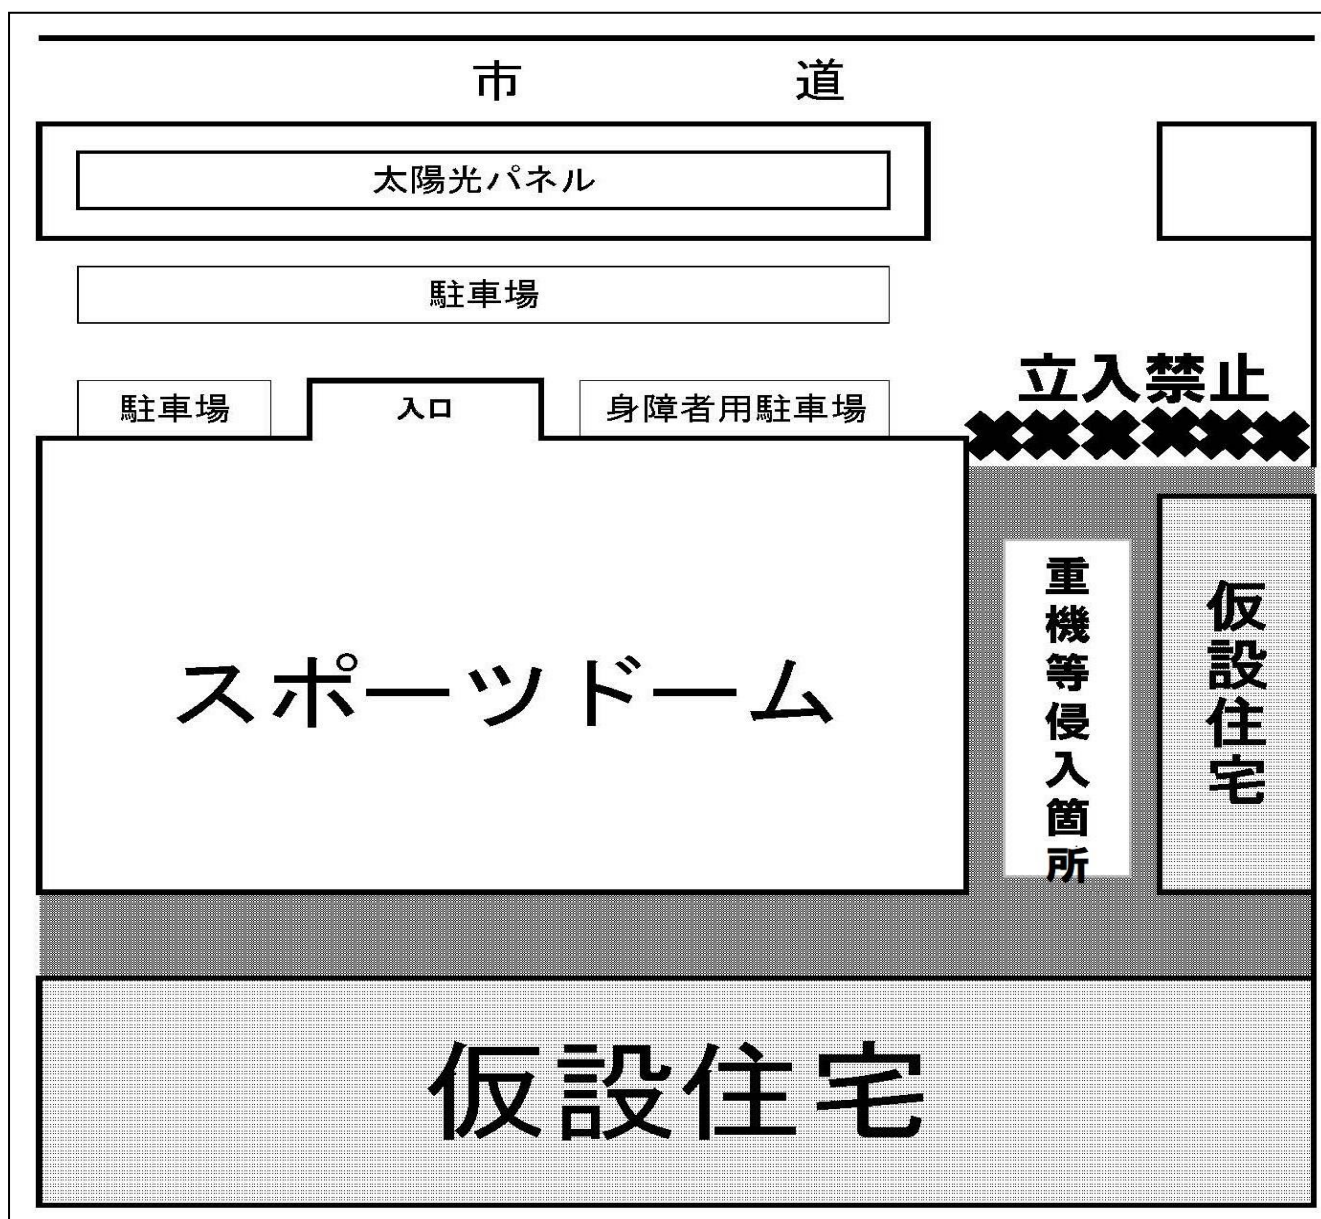 市道
太陽光パネル
駐車場
立入禁止
駐車場
入口
身障者用駐車場
スポーツドーム
重機等侵入箇所
仮設住宅
仮設住宅